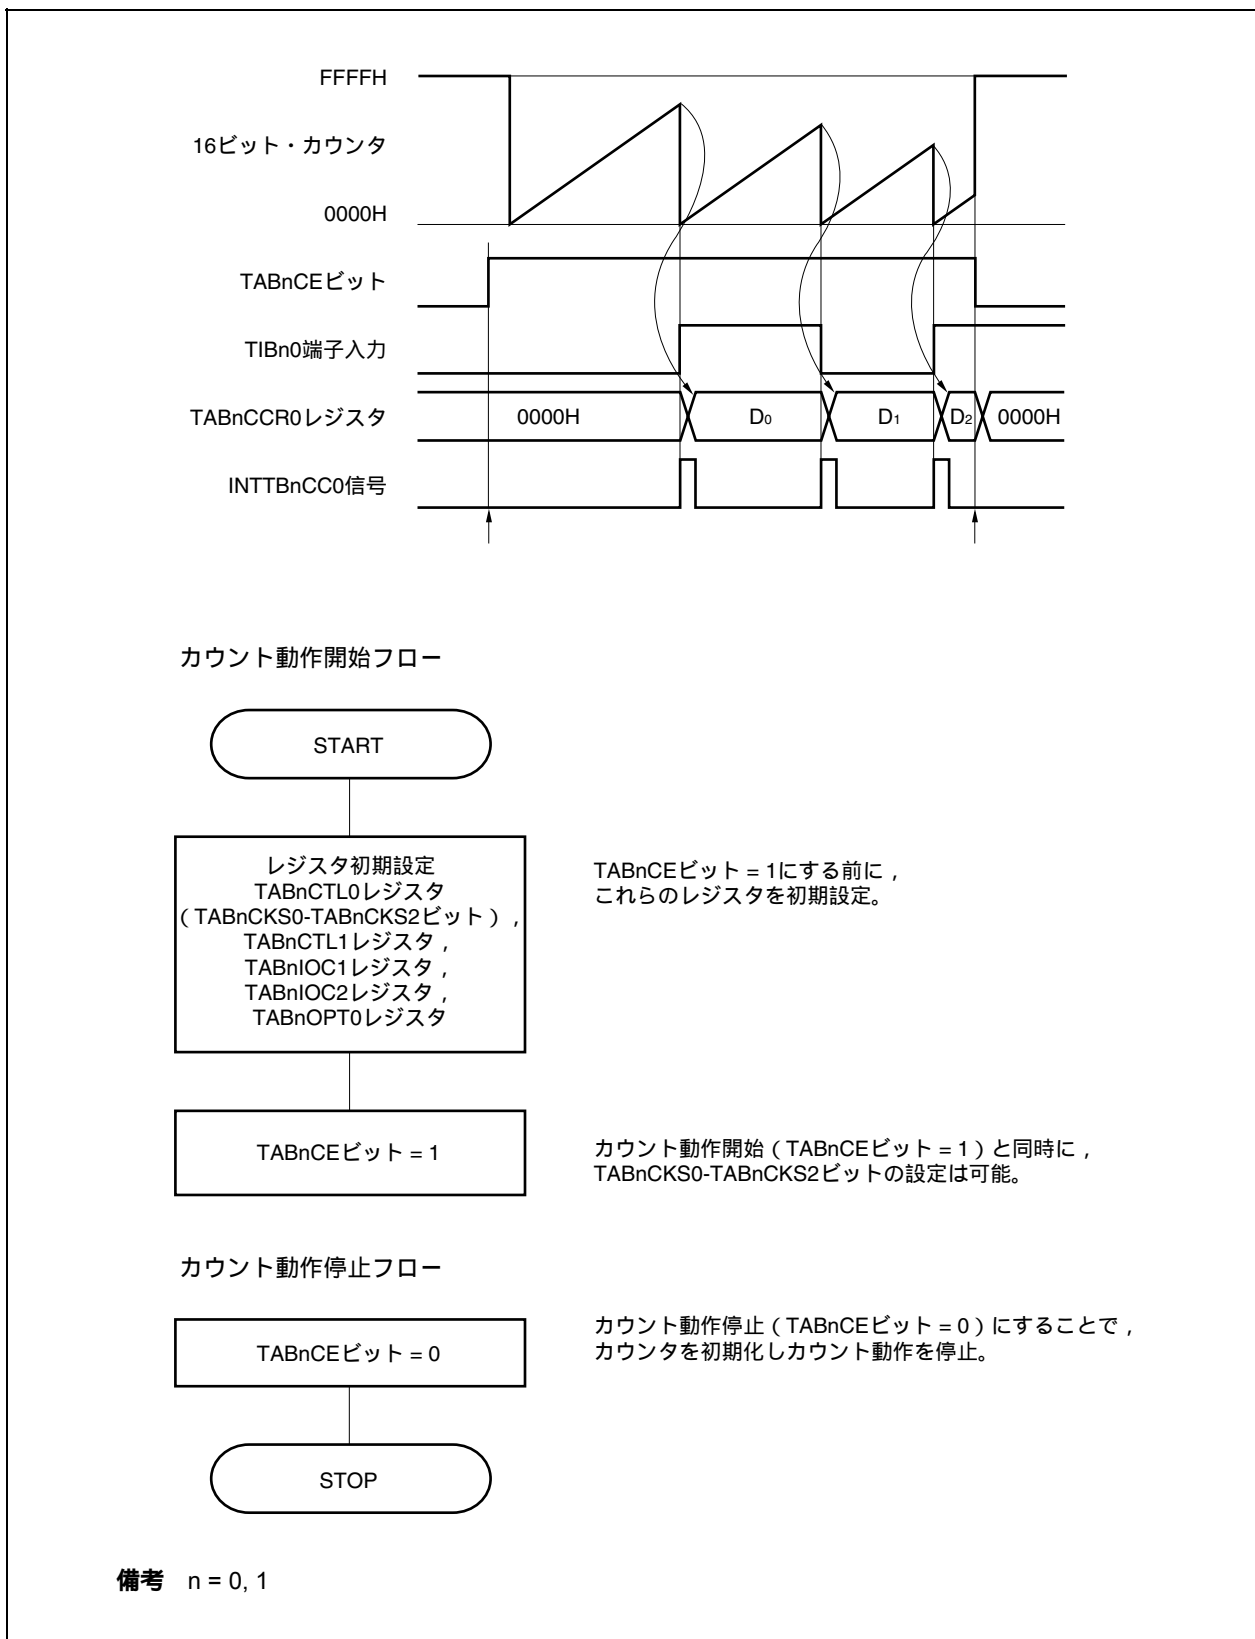 FFFFH
16ビット・カウンタ
0000H
TABnCEビット
TIBn0端子入力
TABnCCR0レジスタ
0000H
D0
D1
D2
0000H
INTTBnCC0信号
カウント動作開始フロー
START
レジスタ初期設定
TABnCTL0レジスタ
（TABnCKS0-TABnCKS2ビット），
TABnCTL1レジスタ，
TABnIOC1レジスタ，
TABnIOC2レジスタ，
TABnOPT0レジスタ
TABnCEビット = 1にする前に，
これらのレジスタを初期設定。
TABnCEビット = 1
カウント動作開始（TABnCEビット = 1）と同時に，
TABnCKS0-TABnCKS2ビットの設定は可能。
カウント動作停止フロー
TABnCEビット = 0
カウント動作停止（TABnCEビット = 0）にすることで，
カウンタを初期化しカウント動作を停止。
STOP
備考 n = 0, 1